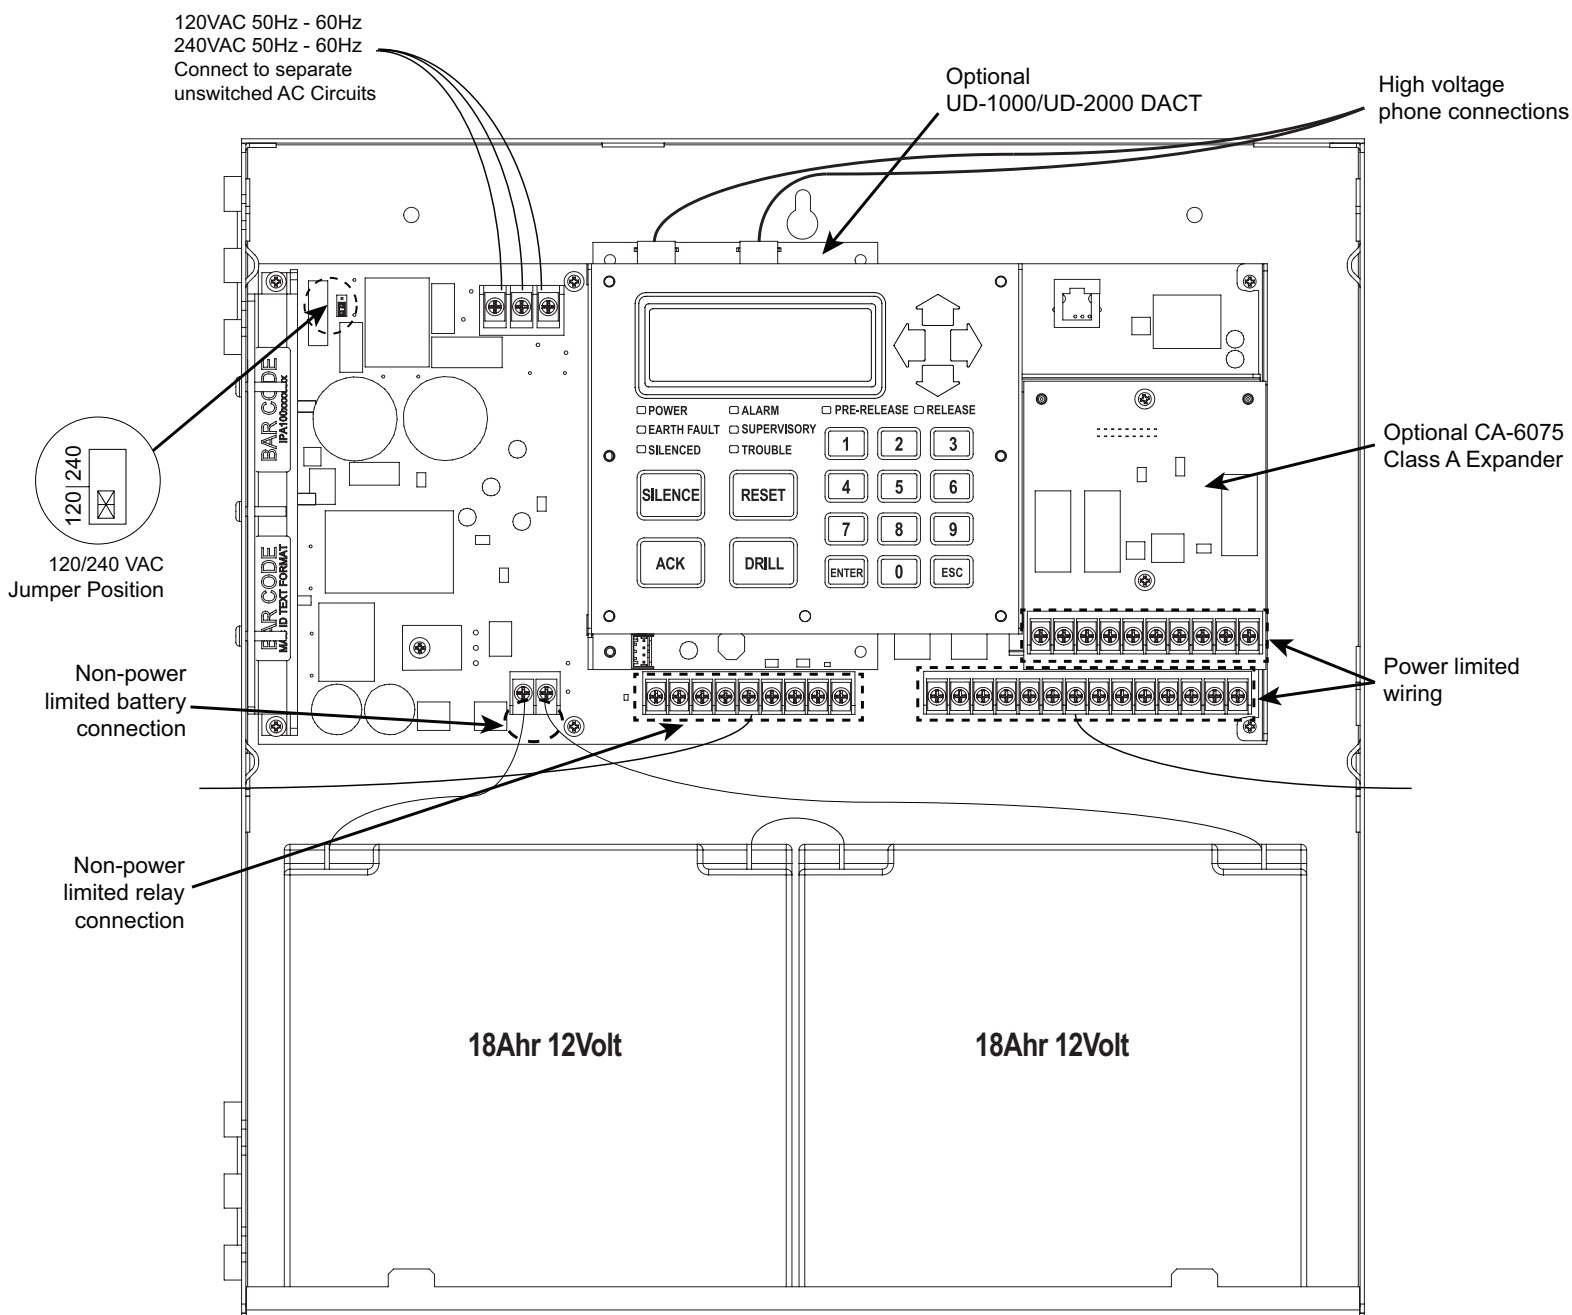 120VAC 50Hz - 60Hz
240VAC 50Hz - 60Hz
Connect to separate
unswitched AC Circuits
Optional
UD-1000/UD-2000 DACT
High voltage
phone connections
BAR CODE
IPA100xxxxxxx
BAR CODE
ID TEXT FORMAT
120 | 240
120/240 VAC
Jumper Position
POWER
ALARM
PRE-RELEASE
RELEASE
EARTH FAULT
SUPERVISORY
SILENCED
TROUBLE
1
2
3
SILENCE
RESET
4
5
6
7
8
9
ACK
DRILL
ENTER
0
ESC
Optional CA-6075
Class A Expander
Non-power
limited battery
connection
Power limited
wiring
Non-power
limited relay
connection
18Ahr 12Volt
18Ahr 12Volt